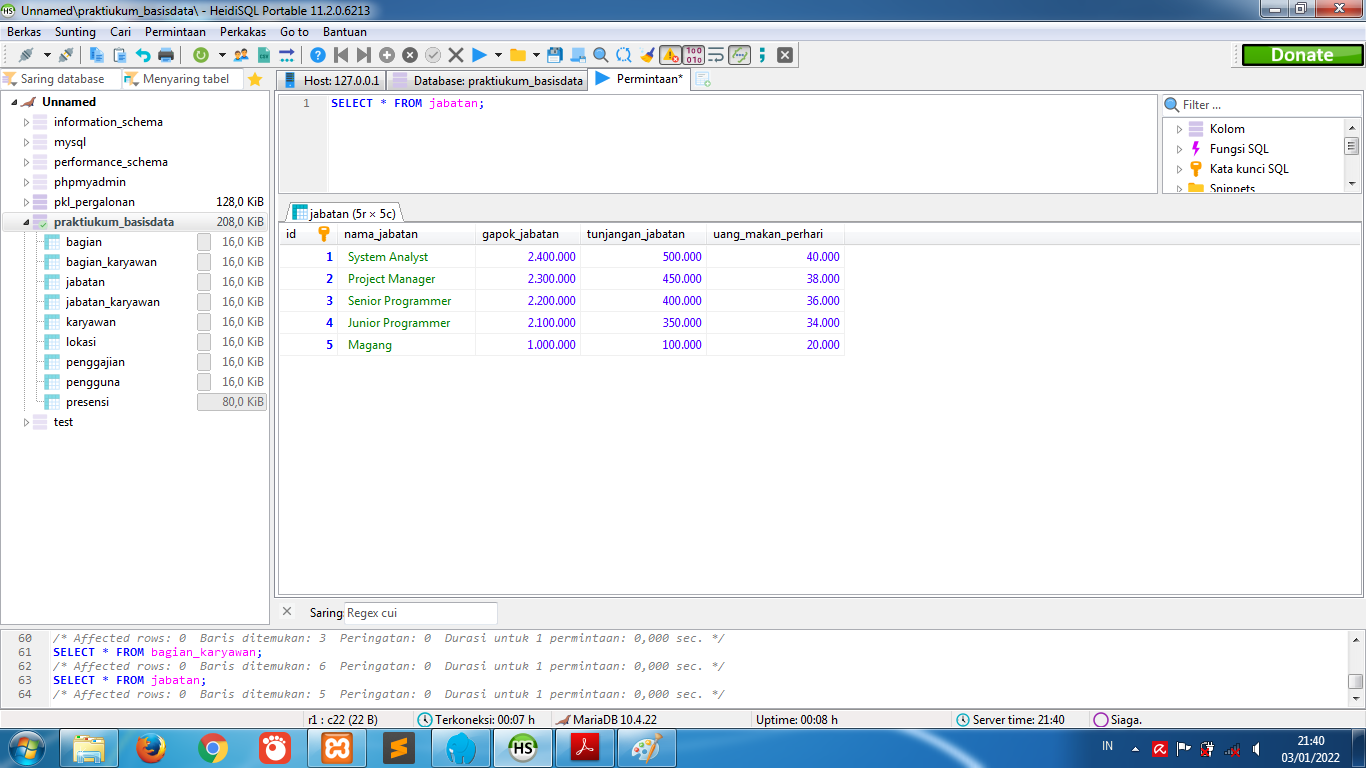 Unnamed\praktiukum_basisdata\ - HeidiSQL Portable 11.2.0.6213
Berkas Sunting Cari Permintaan Perkakas Go to Bantuan
Donate
Saring database Menyaring tabel
Host: 127.0.0.1 Database: praktiukum_basisdata Permintaan*
Unnamed
information_schema
mysql
performance_schema
phpmyadmin
pkl_pergalonan 128,0 KiB
praktiukum_basisdata 208,0 KiB
bagian 16,0 KiB
bagian_karyawan 16,0 KiB
jabatan 16,0 KiB
jabatan_karyawan 16,0 KiB
karyawan 16,0 KiB
lokasi 16,0 KiB
penggajian 16,0 KiB
pengguna 16,0 KiB
presensi 80,0 KiB
test
1 SELECT * FROM jabatan;
Filter ...
Kolom
Fungsi SQL
Kata kunci SQL
Snippets
jabatan (5r × 5c)
id nama_jabatan gapok_jabatan tunjangan_jabatan uang_makan_perhari
1 System Analyst 2.400.000 500.000 40.000
2 Project Manager 2.300.000 450.000 38.000
3 Senior Programmer 2.200.000 400.000 36.000
4 Junior Programmer 2.100.000 350.000 34.000
5 Magang 1.000.000 100.000 20.000
Saring: Regex cui
60 /* Affected rows: 0 Baris ditemukan: 3 Peringatan: 0 Durasi untuk 1 permintaan: 0,000 sec. */
61 SELECT * FROM bagian_karyawan;
62 /* Affected rows: 0 Baris ditemukan: 6 Peringatan: 0 Durasi untuk 1 permintaan: 0,000 sec. */
63 SELECT * FROM jabatan;
64 /* Affected rows: 0 Baris ditemukan: 5 Peringatan: 0 Durasi untuk 1 permintaan: 0,000 sec. */
r1 : c22 (22 B) Terkoneksi: 00:07 h MariaDB 10.4.22 Uptime: 00:08 h Server time: 21:40 Siaga.
HS
IN
21:40
03/01/2022